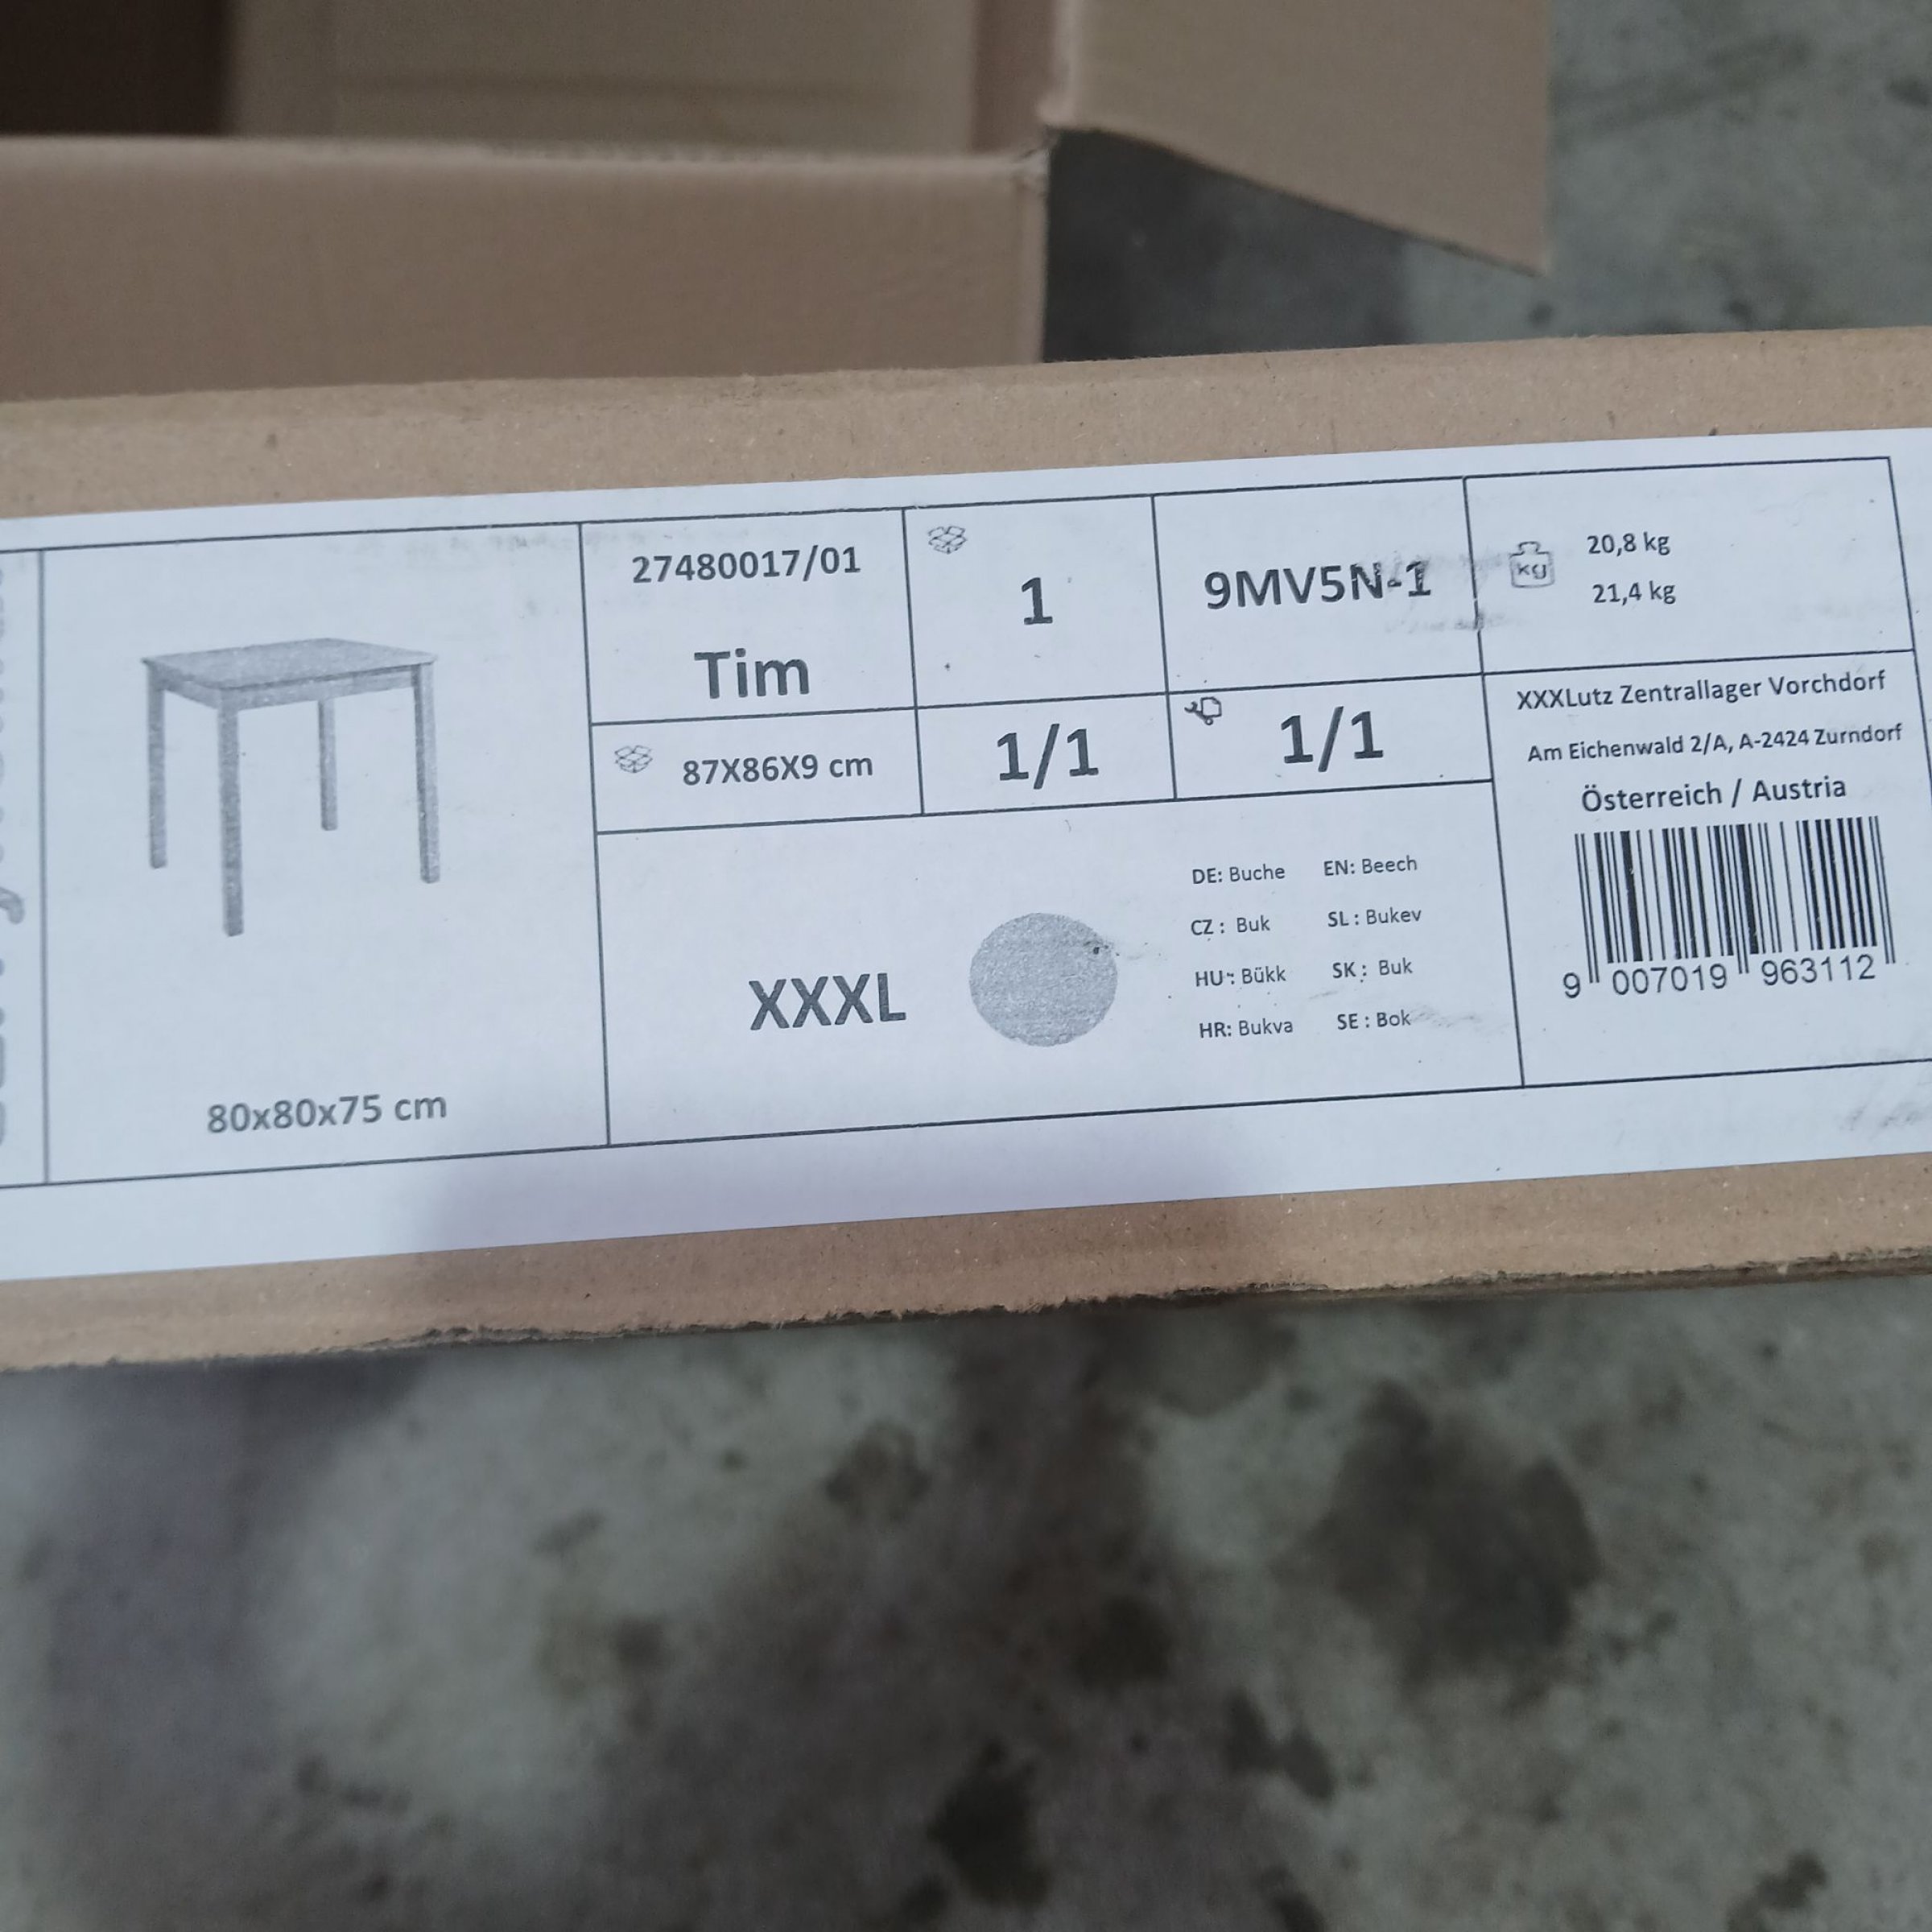 27480017/01
Tim
1
9MV5N-1
kg
20,8 kg
21,4 kg
87X86X9 cm
1/1
1/1
XXXLutz Zentrallager Vorchdorf
Am Eichenwald 2/A, A-2424 Zurndorf
Österreich / Austria
9 007019 963112
XXXL
DE: Buche EN: Beech
CZ : Buk SL : Bukev
HU : Bükk SK : Buk
HR: Bukva SE : Bok
80x80x75 cm